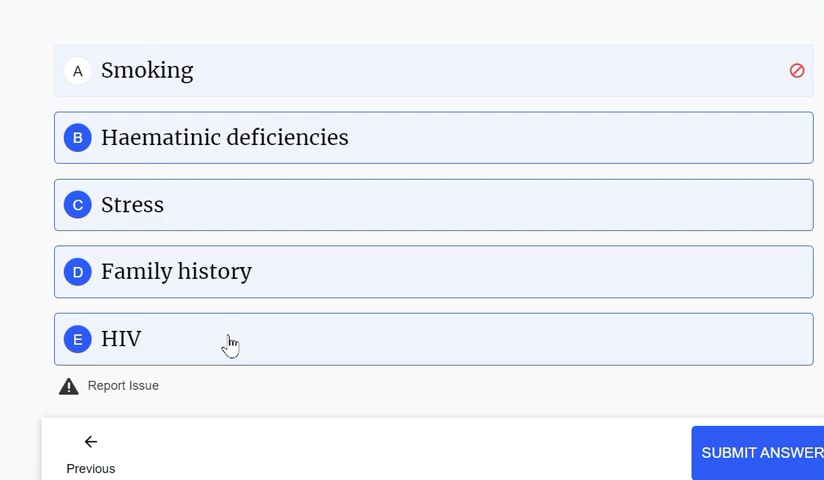 A Smoking
B Haematinic deficiencies
C Stress
D Family history
E HIV
Report Issue
Previous
SUBMIT ANSWER